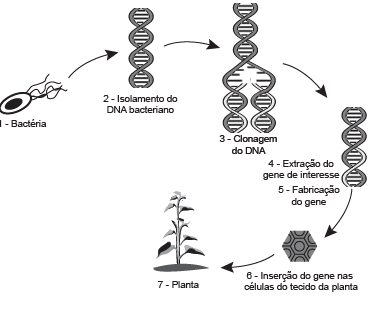 1 - Bactéria
2 - Isolamento do
DNA bacteriano
3 - Clonagem
do DNA
4 - Extração do
gene de interesse
5 - Fabricação
do gene
6 - Inserção do gene nas
células do tecido da planta
7 - Planta